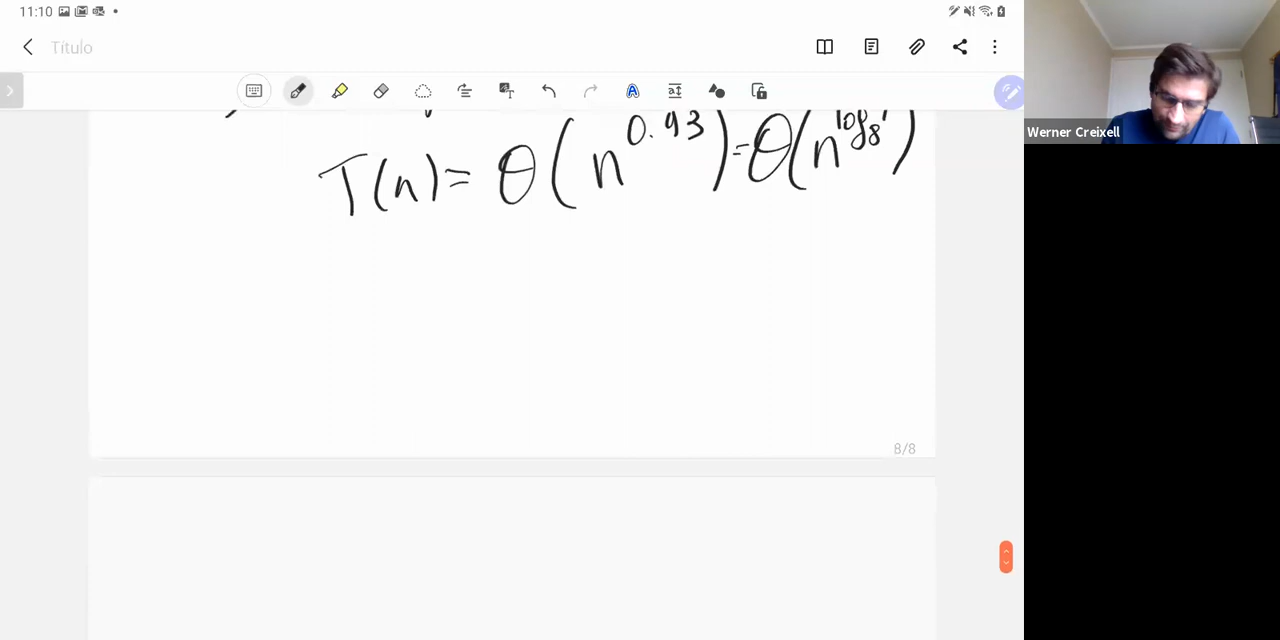 11:10
Título
T(n) = Θ(n^0.93) = Θ(n^log8 7)
Werner Creixell
8/8